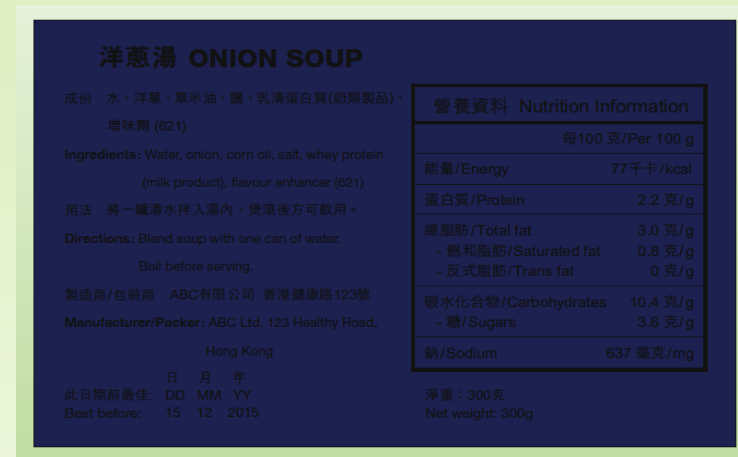 洋蔥湯 ONION SOUP
成份：水、洋蔥、粟米油、鹽、乳清蛋白質(奶類製品)、
增味劑 (621)
Ingredients: Water, onion, corn oil, salt, whey protein
(milk product), flavour enhancer (621)
用法：將一罐清水拌入湯內，煲滾後方可飲用。
Directions: Blend soup with one can of water.
Boil before serving.
製造商/包裝商：ABC有限公司 香港健康路123號
Manufacturer/Packer: ABC Ltd. 123 Healthy Road,
Hong Kong
日 月 年
此日期前最佳: DD MM YY
Best before: 15 12 2015
營養資料 Nutrition Information
每100 克/Per 100 g
能量/Energy 77千卡/kcal
蛋白質/Protein 2.2 克/g
總脂肪/Total fat 3.0 克/g
- 飽和脂肪/Saturated fat 0.8 克/g
- 反式脂肪/Trans fat 0 克/g
碳水化合物/Carbohydrates 10.4 克/g
- 糖/Sugars 3.6 克/g
鈉/Sodium 637 毫克/mg
淨重：300克
Net weight: 300g